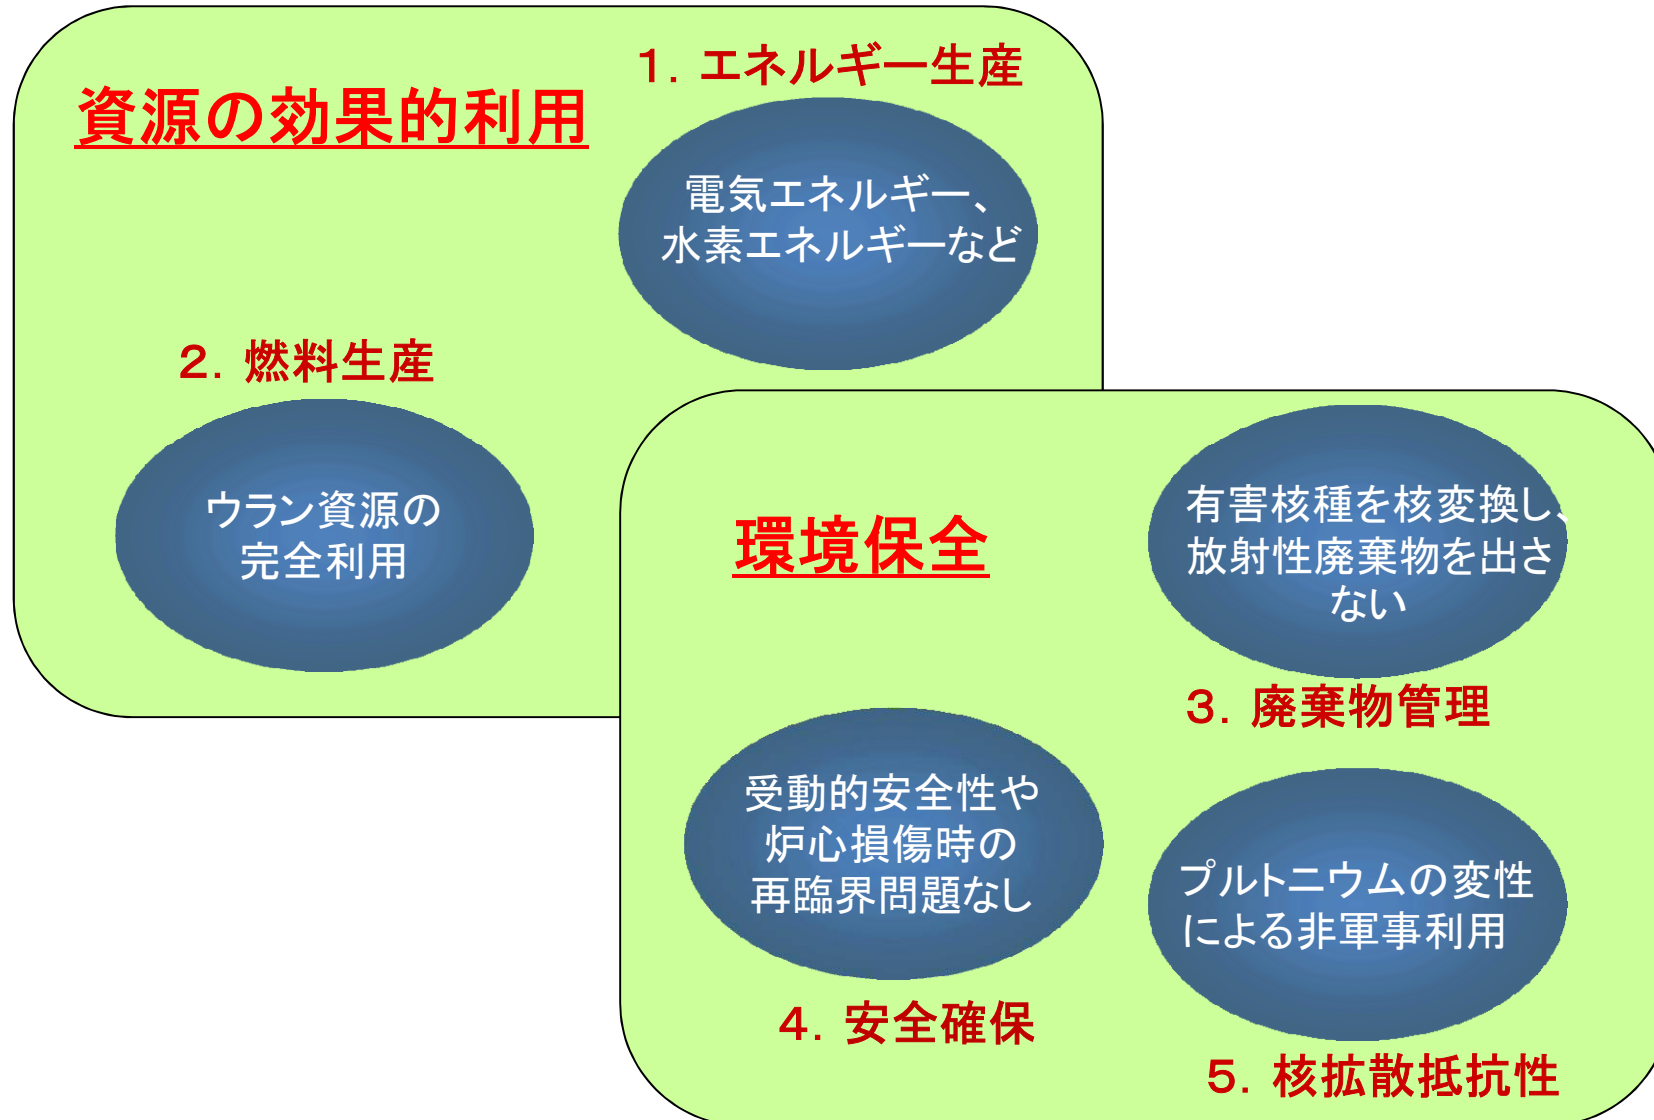 1. エネルギー生産
資源の効果的利用
電気エネルギー、
水素エネルギーなど
2. 燃料生産
ウラン資源の
完全利用
環境保全
有害核種を核変換し、
放射性廃棄物を出さ
ない
3. 廃棄物管理
受動的安全性や
炉心損傷時の
再臨界問題なし
4. 安全確保
プルトニウムの変性
による非軍事利用
5. 核拡散抵抗性